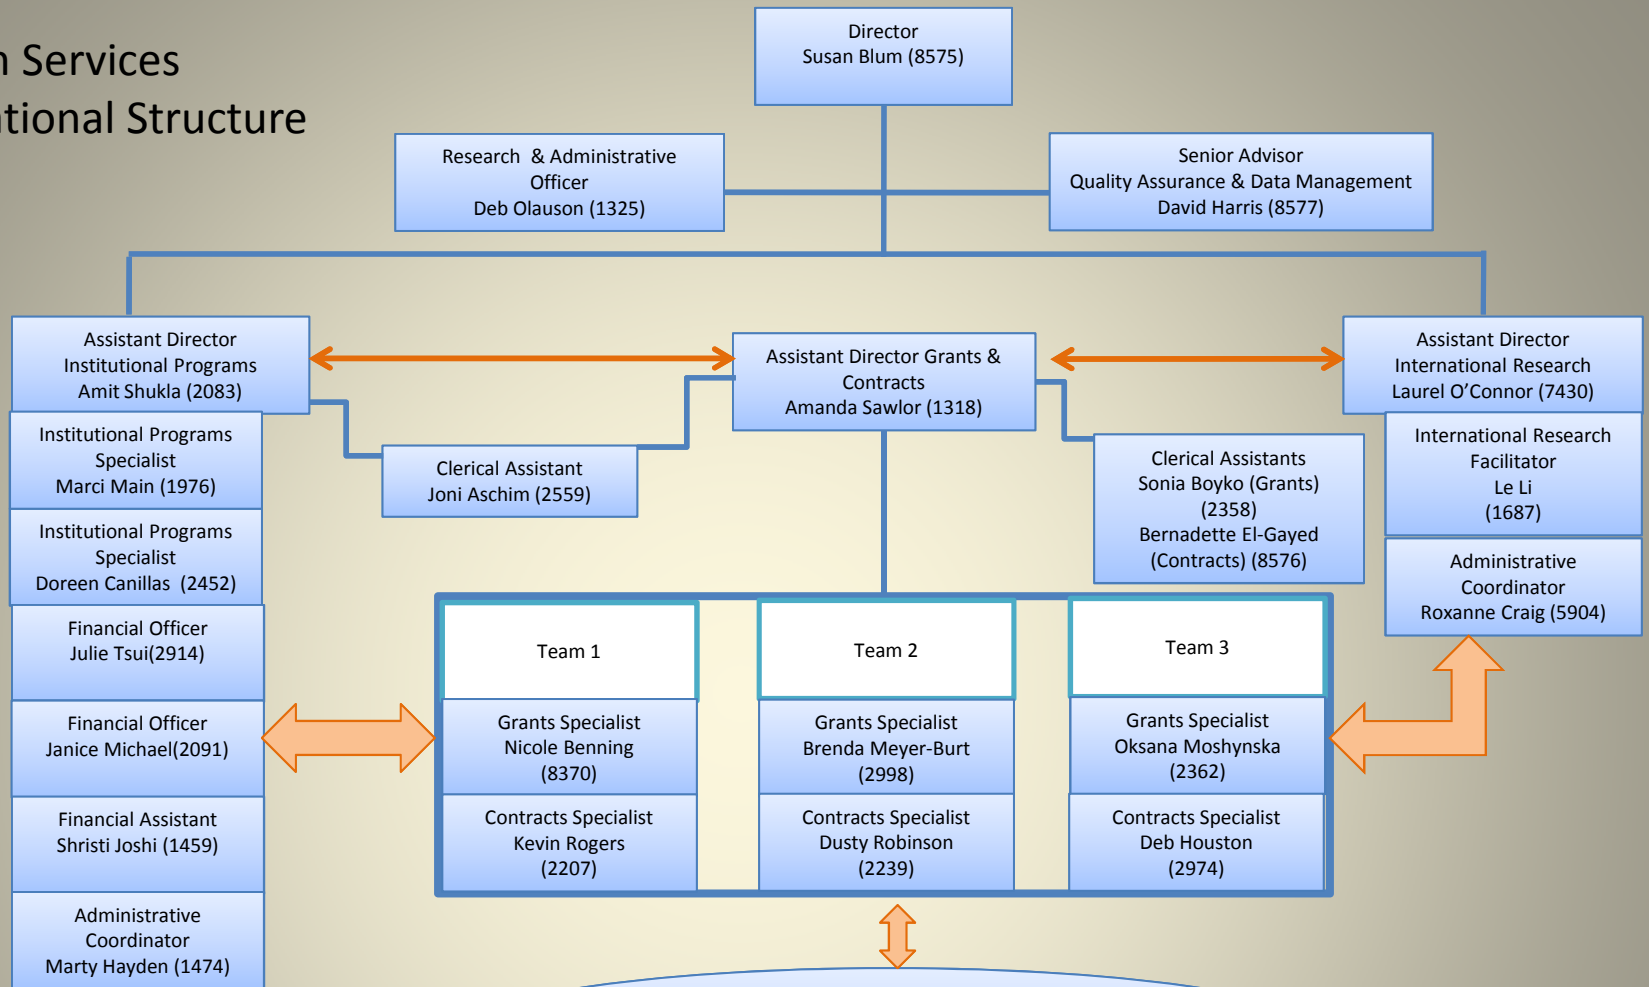 n Services
ational Structure
Director
Susan Blum (8575)
Research & Administrative
Officer
Deb Olauson (1325)
Senior Advisor
Quality Assurance & Data Management
David Harris (8577)
Assistant Director
Institutional Programs
Amit Shukla (2083)
Assistant Director Grants &
Contracts
Amanda Sawlor (1318)
Assistant Director
International Research
Laurel O’Connor (7430)
Institutional Programs
Specialist
Marci Main (1976)
Clerical Assistant
Joni Aschim (2559)
Clerical Assistants
Sonia Boyko (Grants)
(2358)
Bernadette El-Gayed
(Contracts) (8576)
International Research
Facilitator
Le Li
(1687)
Institutional Programs
Specialist
Doreen Canillas (2452)
Administrative
Coordinator
Roxanne Craig (5904)
Financial Officer
Julie Tsui(2914)
Team 1
Team 2
Team 3
Financial Officer
Janice Michael(2091)
Grants Specialist
Nicole Benning
(8370)
Grants Specialist
Brenda Meyer-Burt
(2998)
Grants Specialist
Oksana Moshynska
(2362)
Financial Assistant
Shristi Joshi (1459)
Contracts Specialist
Kevin Rogers
(2207)
Contracts Specialist
Dusty Robinson
(2239)
Contracts Specialist
Deb Houston
(2974)
Administrative
Coordinator
Marty Hayden (1474)